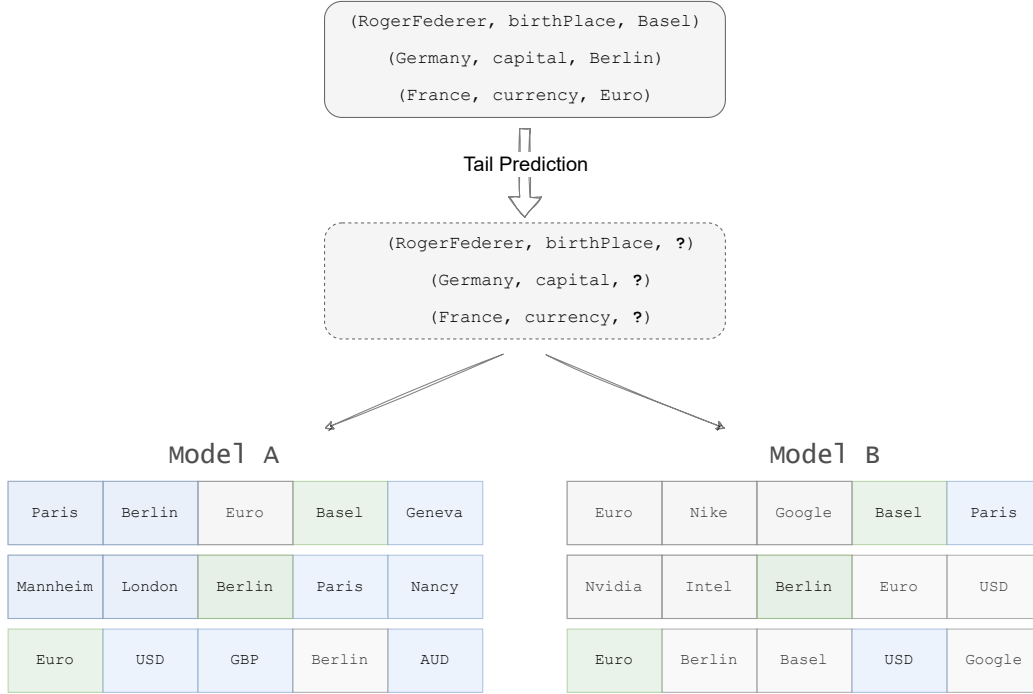 (RogerFederer, birthPlace, Basel)
(Germany, capital, Berlin)
(France, currency, Euro)
Tail Prediction
(RogerFederer, birthPlace, ?)
(Germany, capital, ?)
(France, currency, ?)
Model A
Paris Berlin Euro Basel Geneva
Mannheim London Berlin Paris Nancy
Euro USD GBP Berlin AUD
Model B
Euro Nike Google Basel Paris
Nvidia Intel Berlin Euro USD
Euro Berlin Basel USD Google